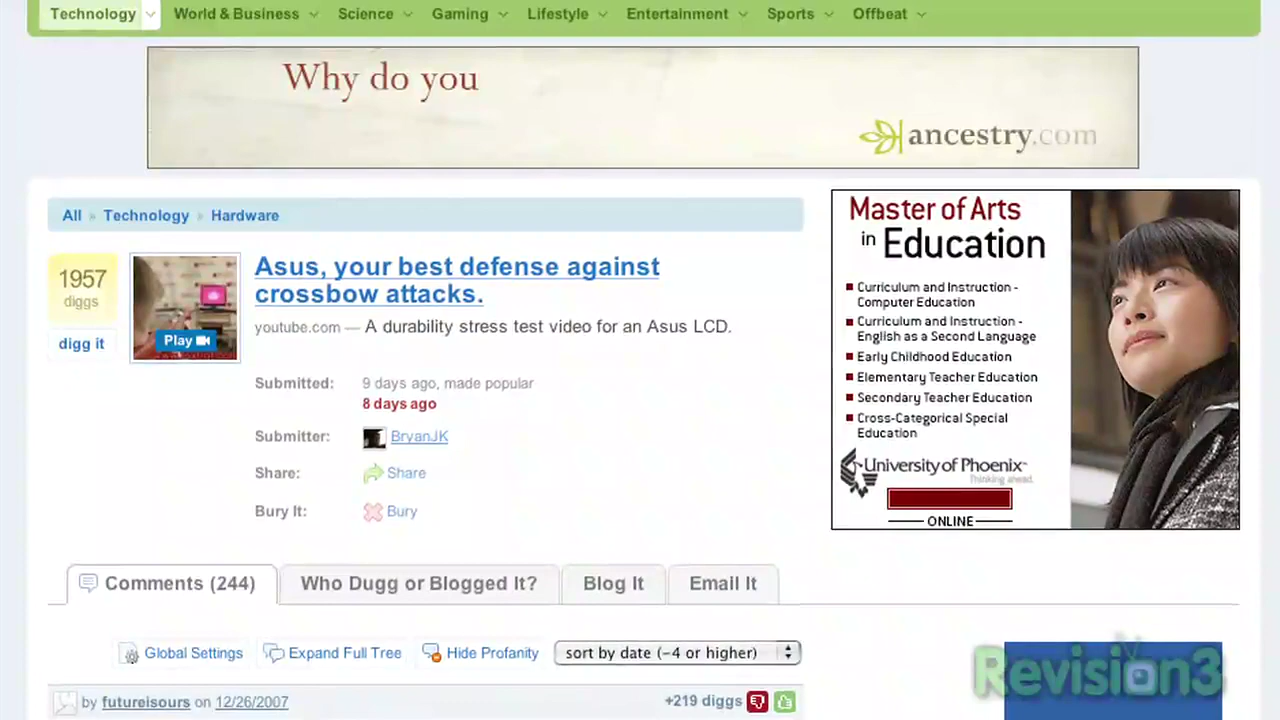 Technology World & Business Science Gaming Lifestyle Entertainment Sports Offbeat
Why do you
ancestry.com
All » Technology » Hardware
1957
diggs
digg it
Play
Asus, your best defense against
crossbow attacks.
youtube.com — A durability stress test video for an Asus LCD.
Submitted: 9 days ago, made popular
8 days ago
Submitter: BryanJK
Share: Share
Bury It: Bury
Master of Arts
in Education
Curriculum and Instruction -
Computer Education
Curriculum and Instruction -
English as a Second Language
Early Childhood Education
Elementary Teacher Education
Secondary Teacher Education
Cross-Categorical Special
Education
University of Phoenix
Thinking ahead.
ONLINE
Comments (244) Who Dugg or Blogged It? Blog It Email It
Global Settings Expand Full Tree Hide Profanity sort by date (-4 or higher)
by futureisours on 12/26/2007 +219 diggs
Revision3